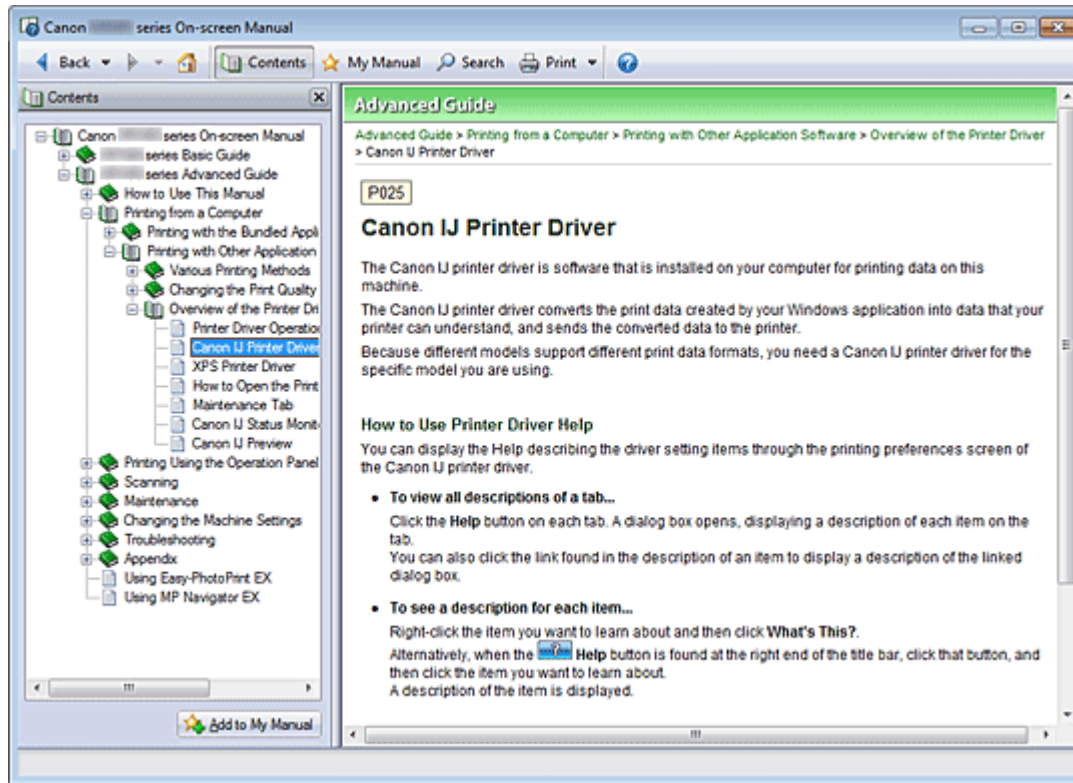 Canon series On-screen Manual
Back Contents My Manual Search Print
Contents
Canon series On-screen Manual
series Basic Guide
series Advanced Guide
How to Use This Manual
Printing from a Computer
Printing with the Bundled Appli
Printing with Other Application
Various Printing Methods
Changing the Print Quality
Overview of the Printer Dri
Printer Driver Operation
Canon IJ Printer Driver
XPS Printer Driver
How to Open the Print
Maintenance Tab
Canon IJ Status Monit
Canon IJ Preview
Printing Using the Operation Panel
Scanning
Maintenance
Changing the Machine Settings
Troubleshooting
Appendix
Using Easy-PhotoPrint EX
Using MP Navigator EX
Add to My Manual
Advanced Guide
Advanced Guide > Printing from a Computer > Printing with Other Application Software > Overview of the Printer Driver
> Canon IJ Printer Driver
P025
Canon IJ Printer Driver
The Canon IJ printer driver is software that is installed on your computer for printing data on this
machine.
The Canon IJ printer driver converts the print data created by your Windows application into data that your
printer can understand, and sends the converted data to the printer.
Because different models support different print data formats, you need a Canon IJ printer driver for the
specific model you are using.
How to Use Printer Driver Help
You can display the Help describing the driver setting items through the printing preferences screen of
the Canon IJ printer driver.
• To view all descriptions of a tab...
Click the Help button on each tab. A dialog box opens, displaying a description of each item on the
tab.
You can also click the link found in the description of an item to display a description of the linked
dialog box.
• To see a description for each item...
Right-click the item you want to learn about and then click What's This?.
Alternatively, when the Help button is found at the right end of the title bar, click that button, and
then click the item you want to learn about.
A description of the item is displayed.